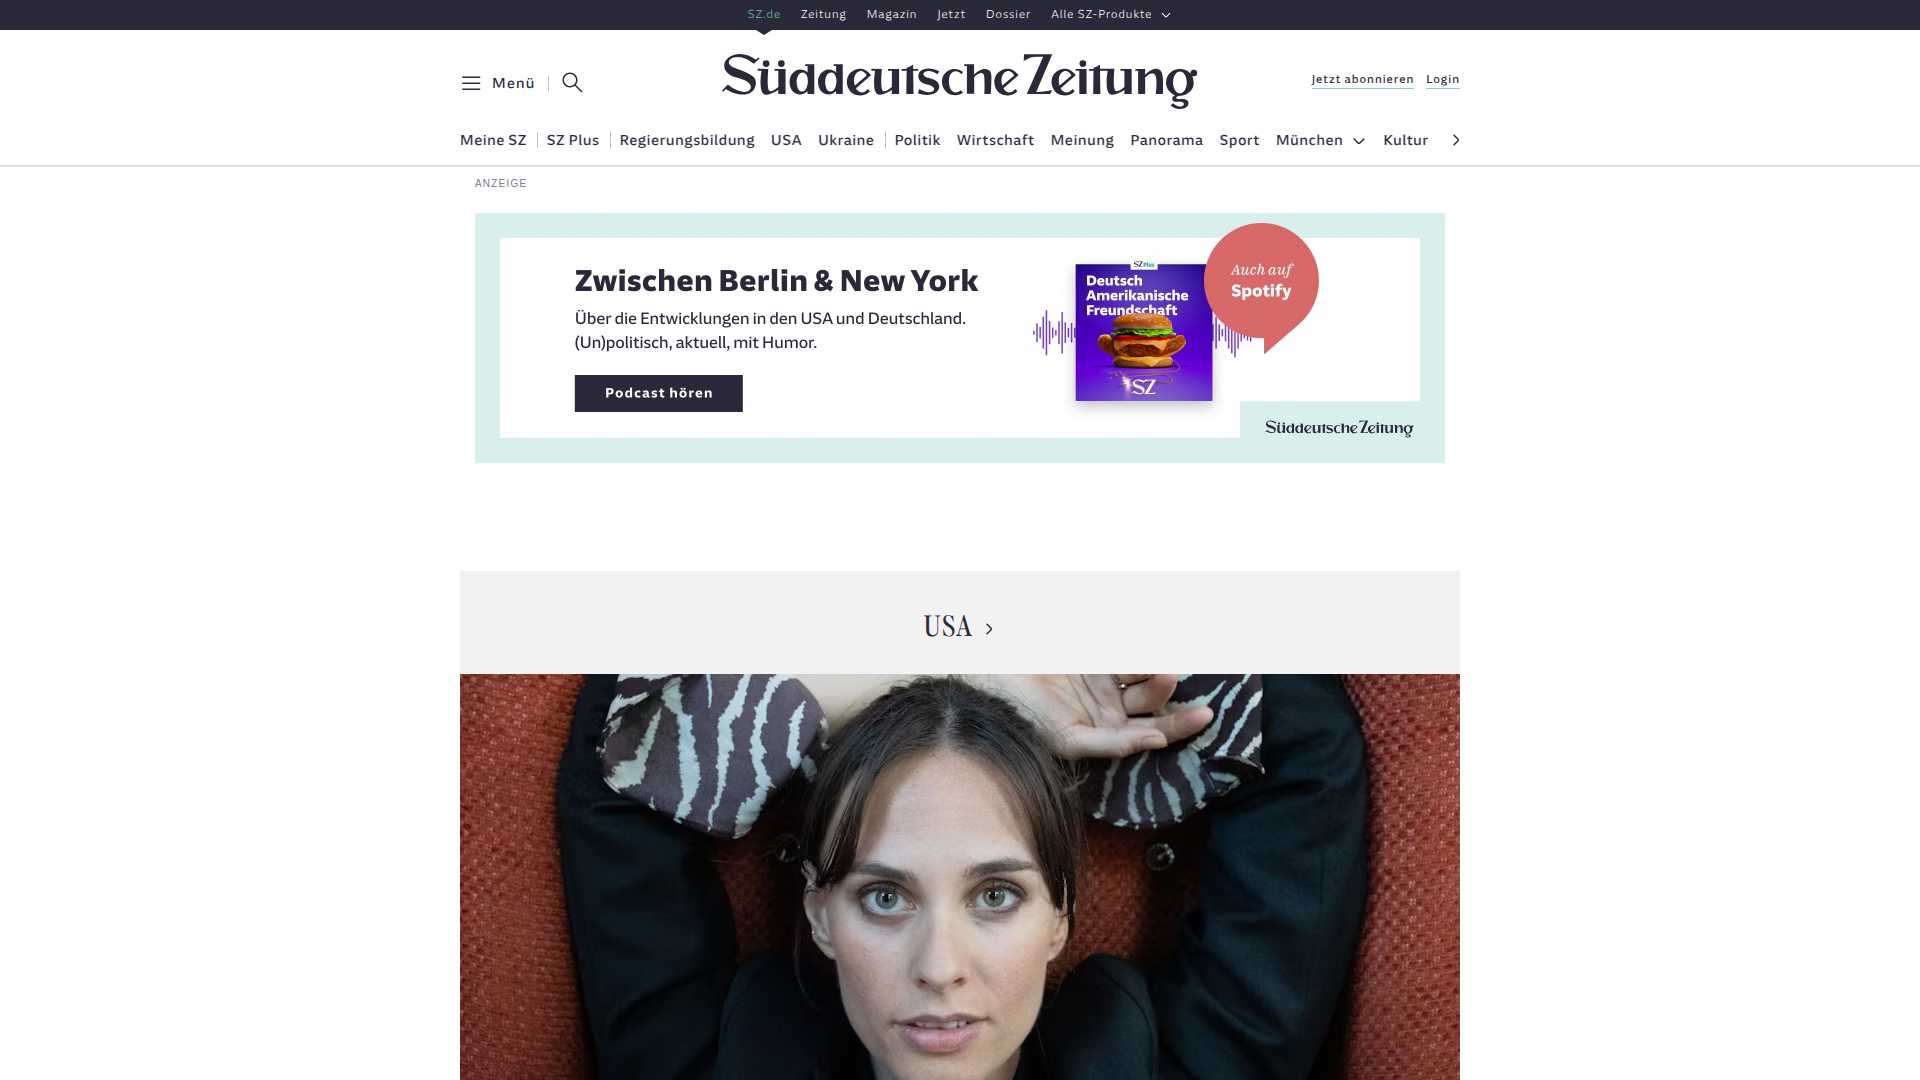 SZ.de Zeitung Magazin Jetzt Dossier Alle SZ-Produkte
Menü
Süddeutsche Zeitung
Jetzt abonnieren Login
Meine SZ SZ Plus Regierungsbildung USA Ukraine Politik Wirtschaft Meinung Panorama Sport München Kultur
ANZEIGE
Zwischen Berlin & New York
Über die Entwicklungen in den USA und Deutschland.
(Un)politisch, aktuell, mit Humor.
Podcast hören
SZ Plus
Deutsch
Amerikanische
Freundschaft
SZ
Auch auf
Spotify
Süddeutsche Zeitung
USA